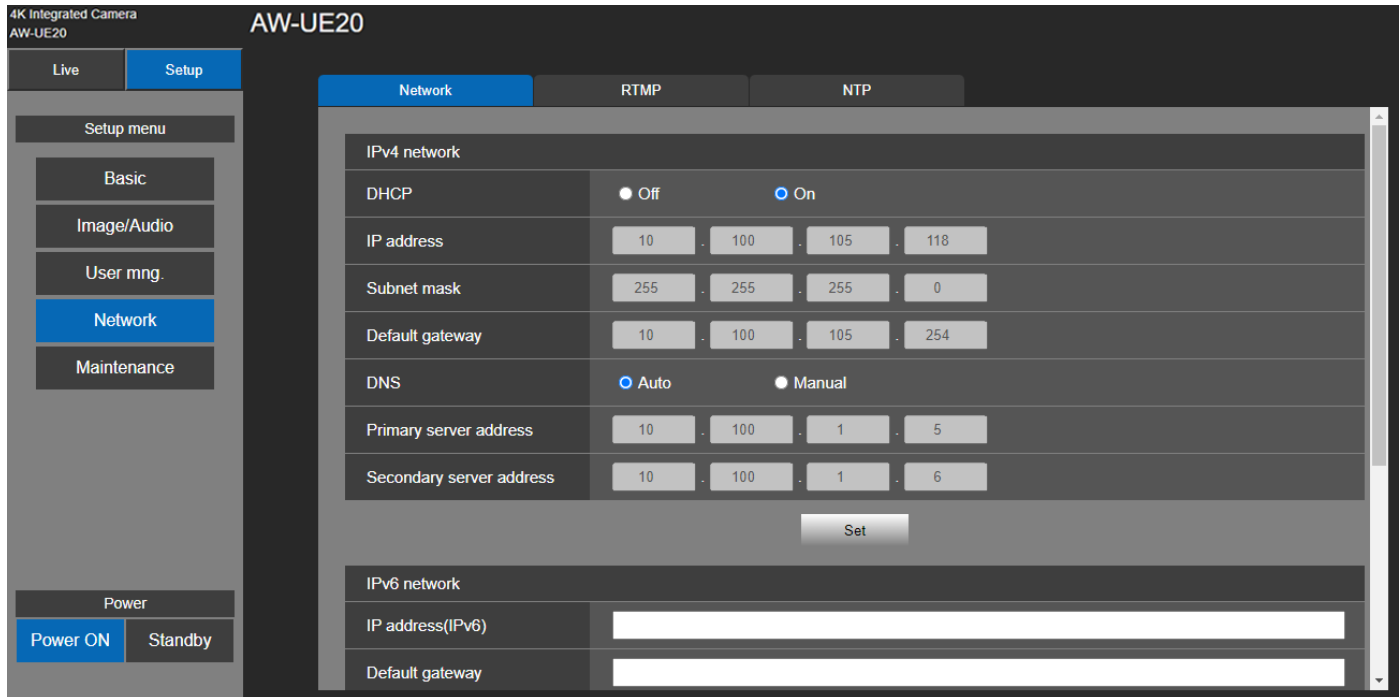 4K Integrated Camera
AW-UE20
AW-UE20
Live Setup
Setup menu
Basic
Image/Audio
User mng.
Network
Maintenance
Power
Power ON Standby
Network RTMP NTP
IPv4 network
DHCP Off On
IP address 10 . 100 . 105 . 118
Subnet mask 255 . 255 . 255 . 0
Default gateway 10 . 100 . 105 . 254
DNS Auto Manual
Primary server address 10 . 100 . 1 . 5
Secondary server address 10 . 100 . 1 . 6
Set
IPv6 network
IP address(IPv6)
Default gateway